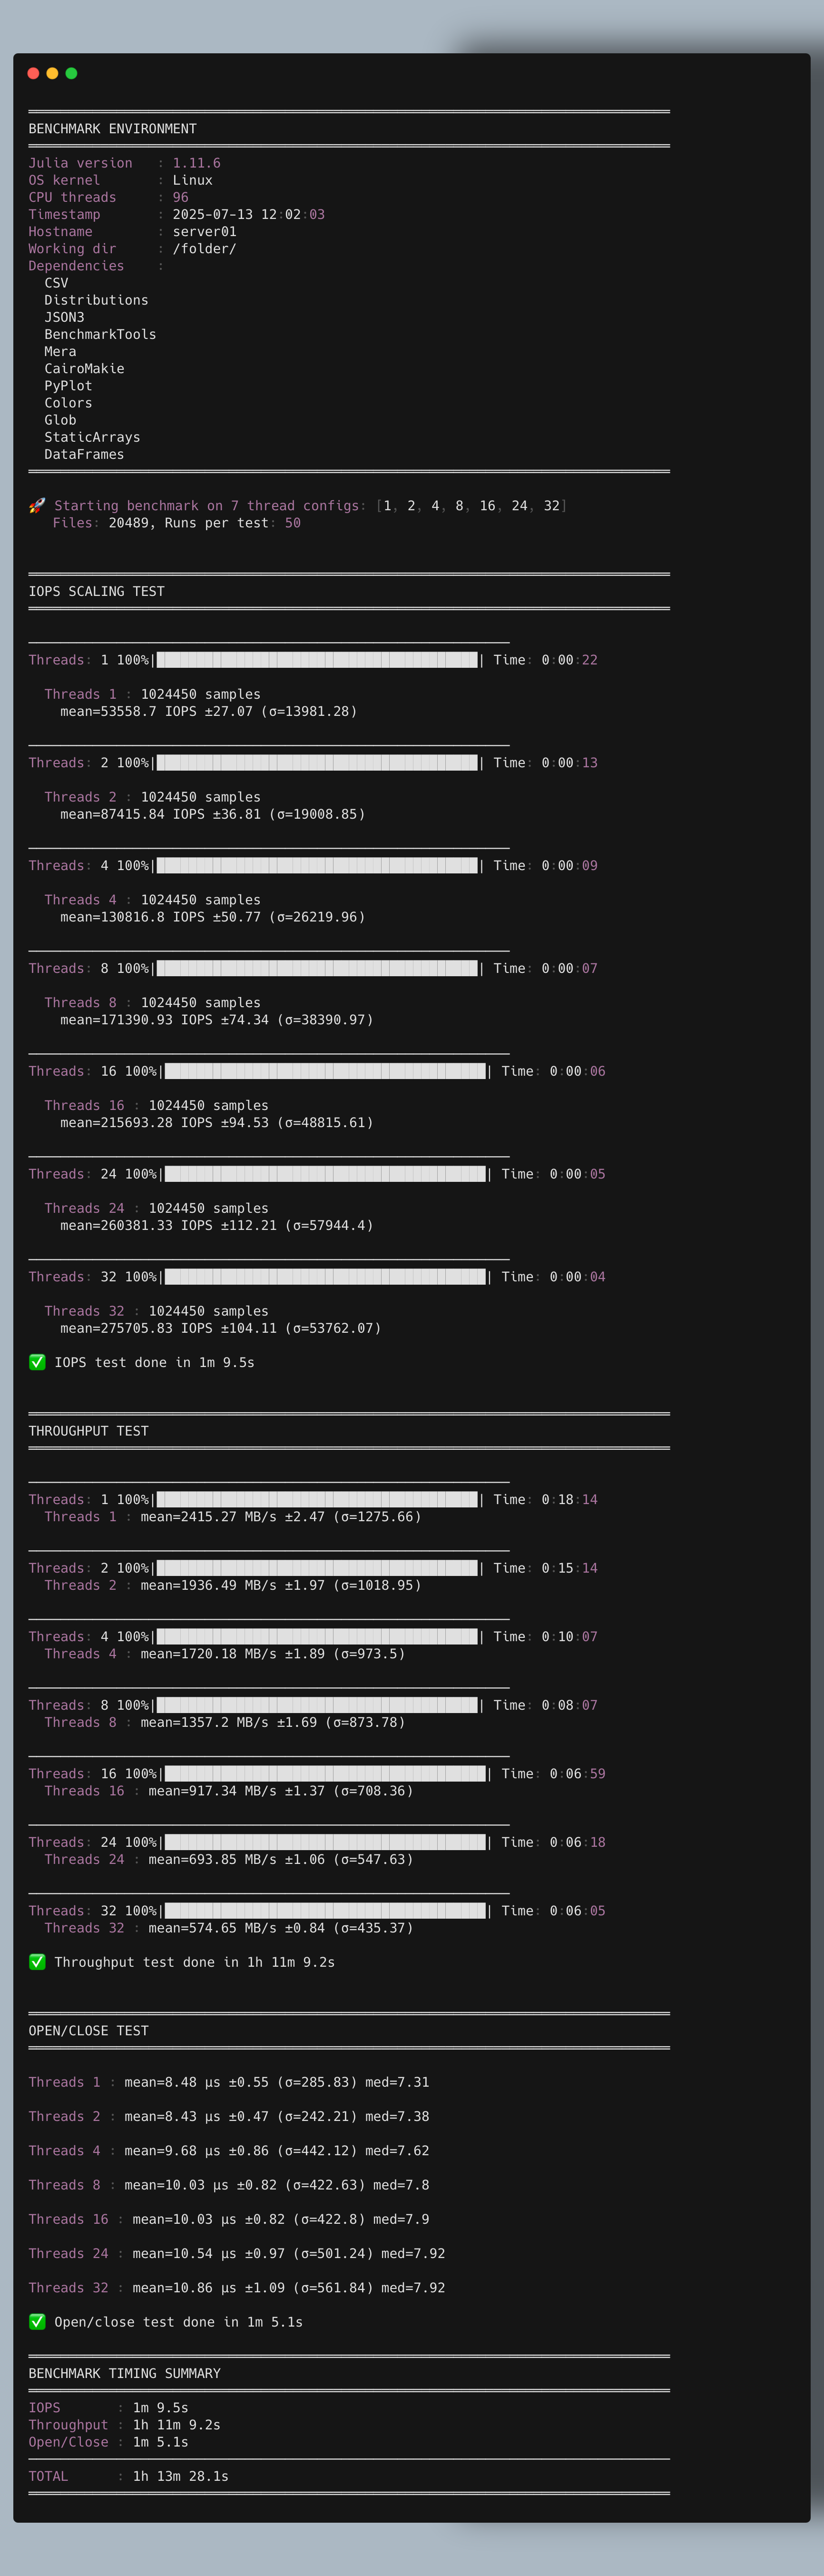 BENCHMARK ENVIRONMENT
Julia version   : 1.11.6
OS kernel       : Linux
CPU threads     : 96
Timestamp       : 2025-07-13 12:02:03
Hostname        : server01
Working dir     : /folder/
Dependencies    :
  CSV
  Distributions
  JSON3
  BenchmarkTools
  Mera
  CairoMakie
  PyPlot
  Colors
  Glob
  StaticArrays
  DataFrames
🚀 Starting benchmark on 7 thread configs: [1, 2, 4, 8, 16, 24, 32]
   Files: 20489, Runs per test: 50
IOPS SCALING TEST
Threads: 1 100%|████████████████████████████████████████| Time: 0:00:22
  Threads 1 : 1024450 samples
    mean=53558.7 IOPS ±27.07 (σ=13981.28)
Threads: 2 100%|████████████████████████████████████████| Time: 0:00:13
  Threads 2 : 1024450 samples
    mean=87415.84 IOPS ±36.81 (σ=19008.85)
Threads: 4 100%|████████████████████████████████████████| Time: 0:00:09
  Threads 4 : 1024450 samples
    mean=130816.8 IOPS ±50.77 (σ=26219.96)
Threads: 8 100%|████████████████████████████████████████| Time: 0:00:07
  Threads 8 : 1024450 samples
    mean=171390.93 IOPS ±74.34 (σ=38390.97)
Threads: 16 100%|████████████████████████████████████████| Time: 0:00:06
  Threads 16 : 1024450 samples
    mean=215693.28 IOPS ±94.53 (σ=48815.61)
Threads: 24 100%|████████████████████████████████████████| Time: 0:00:05
  Threads 24 : 1024450 samples
    mean=260381.33 IOPS ±112.21 (σ=57944.4)
Threads: 32 100%|████████████████████████████████████████| Time: 0:00:04
  Threads 32 : 1024450 samples
    mean=275705.83 IOPS ±104.11 (σ=53762.07)
✅ IOPS test done in 1m 9.5s
THROUGHPUT TEST
Threads: 1 100%|████████████████████████████████████████| Time: 0:18:14
  Threads 1 : mean=2415.27 MB/s ±2.47 (σ=1275.66)
Threads: 2 100%|████████████████████████████████████████| Time: 0:15:14
  Threads 2 : mean=1936.49 MB/s ±1.97 (σ=1018.95)
Threads: 4 100%|████████████████████████████████████████| Time: 0:10:07
  Threads 4 : mean=1720.18 MB/s ±1.89 (σ=973.5)
Threads: 8 100%|████████████████████████████████████████| Time: 0:08:07
  Threads 8 : mean=1357.2 MB/s ±1.69 (σ=873.78)
Threads: 16 100%|████████████████████████████████████████| Time: 0:06:59
  Threads 16 : mean=917.34 MB/s ±1.37 (σ=708.36)
Threads: 24 100%|████████████████████████████████████████| Time: 0:06:18
  Threads 24 : mean=693.85 MB/s ±1.06 (σ=547.63)
Threads: 32 100%|████████████████████████████████████████| Time: 0:06:05
  Threads 32 : mean=574.65 MB/s ±0.84 (σ=435.37)
✅ Throughput test done in 1h 11m 9.2s
OPEN/CLOSE TEST
Threads 1 : mean=8.48 μs ±0.55 (σ=285.83) med=7.31
Threads 2 : mean=8.43 μs ±0.47 (σ=242.21) med=7.38
Threads 4 : mean=9.68 μs ±0.86 (σ=442.12) med=7.62
Threads 8 : mean=10.03 μs ±0.82 (σ=422.63) med=7.8
Threads 16 : mean=10.03 μs ±0.82 (σ=422.8) med=7.9
Threads 24 : mean=10.54 μs ±0.97 (σ=501.24) med=7.92
Threads 32 : mean=10.86 μs ±1.09 (σ=561.84) med=7.92
✅ Open/close test done in 1m 5.1s
BENCHMARK TIMING SUMMARY
IOPS       : 1m 9.5s
Throughput : 1h 11m 9.2s
Open/Close : 1m 5.1s
TOTAL      : 1h 13m 28.1s